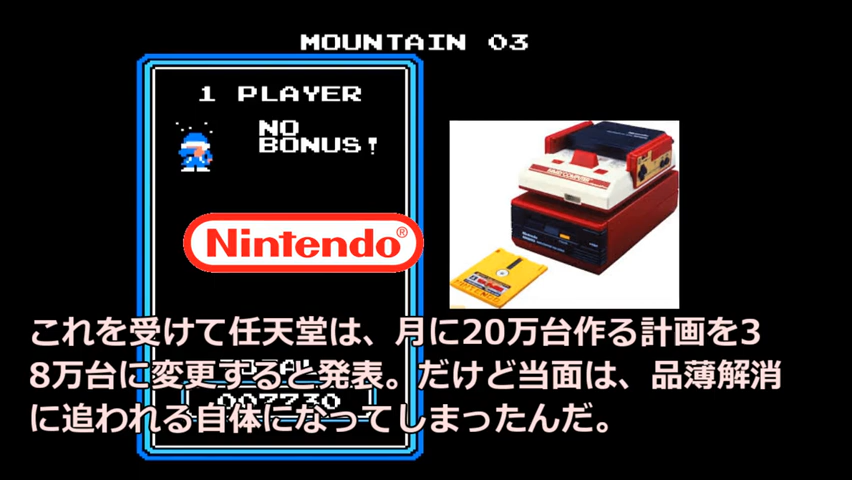 MOUNTAIN 03
1 PLAYER
NO
BONUS!
Nintendo®
これを受けて任天堂は、月に20万台作る計画を3
8万台に変更すると発表。だけど当面は、品薄解消
に追われる自体になってしまったんだ。
007730